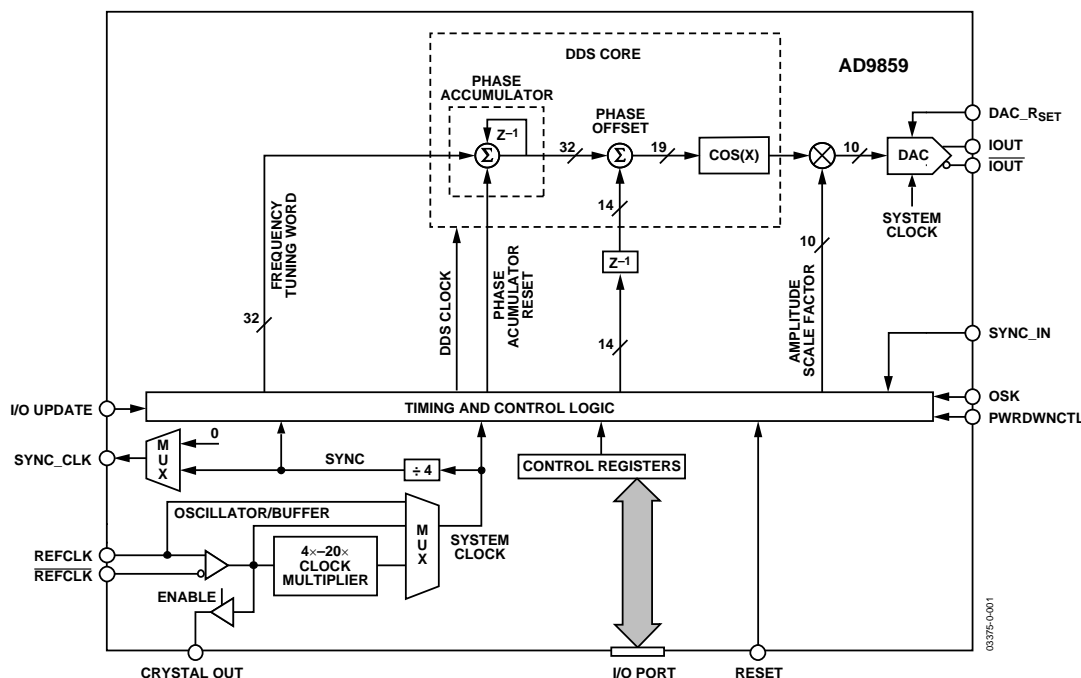 DDS CORE
AD9859
PHASE
ACCUMULATOR
PHASE
OFFSET
DAC_RSET
Z–1
IOUT
Σ
32
Σ
19
COS(X)
10
DAC
IOUT
14
SYSTEM
CLOCK
FREQUENCY
TUNING WORD
DDS CLOCK
PHASE
ACUMULATOR
RESET
Z–1
10
AMPLITUDE
SCALE FACTOR
32
14
SYNC_IN
OSK
I/O UPDATE
TIMING AND CONTROL LOGIC
PWRDWNCTL
0
MUX
SYNC_CLK
SYNC
÷ 4
CONTROL REGISTERS
OSCILLATOR/BUFFER
MUX
SYSTEM
CLOCK
REFCLK
REFCLK
4×–20×
CLOCK
MULTIPLIER
ENABLE
03375-0-001
CRYSTAL OUT
I/O PORT
RESET